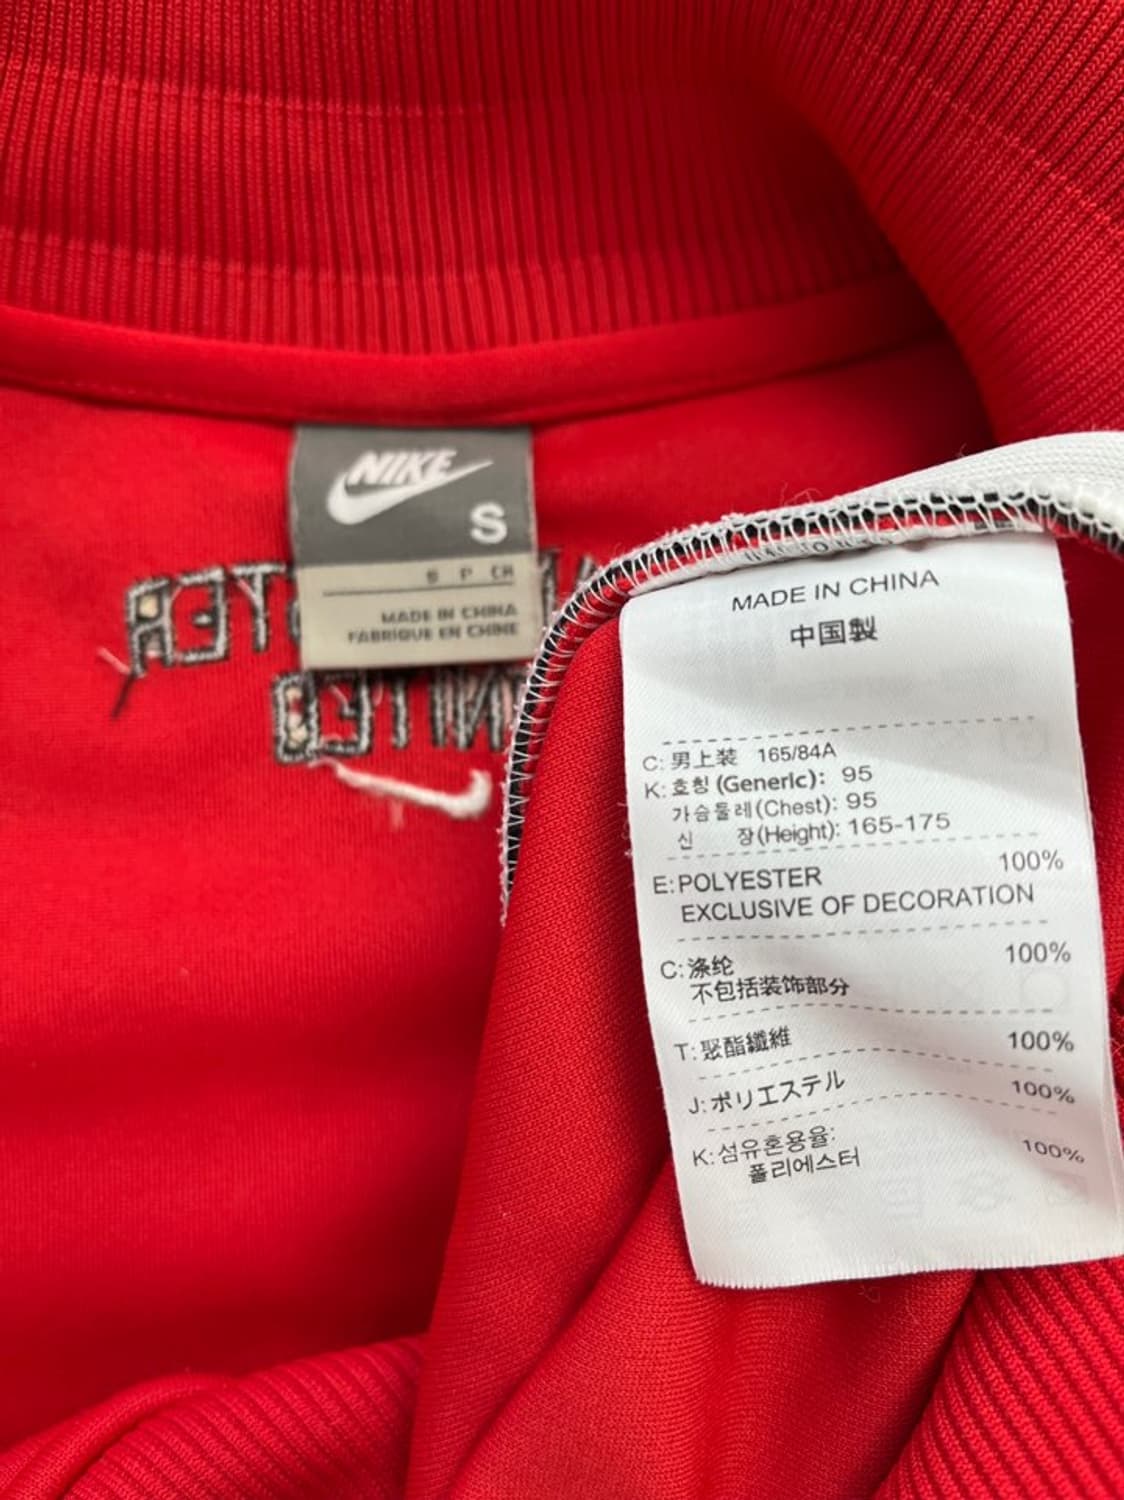 NIKE
S
S P CH
MADE IN CHINA
FABRIQUE EN CHINE
MADE IN CHINA
中国製
C: 男上装 165/84A
K: 호칭 (Generic): 95
가슴둘레(Chest): 95
신 장(Height): 165-175
E: POLYESTER 100%
EXCLUSIVE OF DECORATION
C: 涤纶 100%
不包括装饰部分
T: 聚酯纖維 100%
J: ポリエステル 100%
K: 섬유혼용율:
폴리에스터 100%